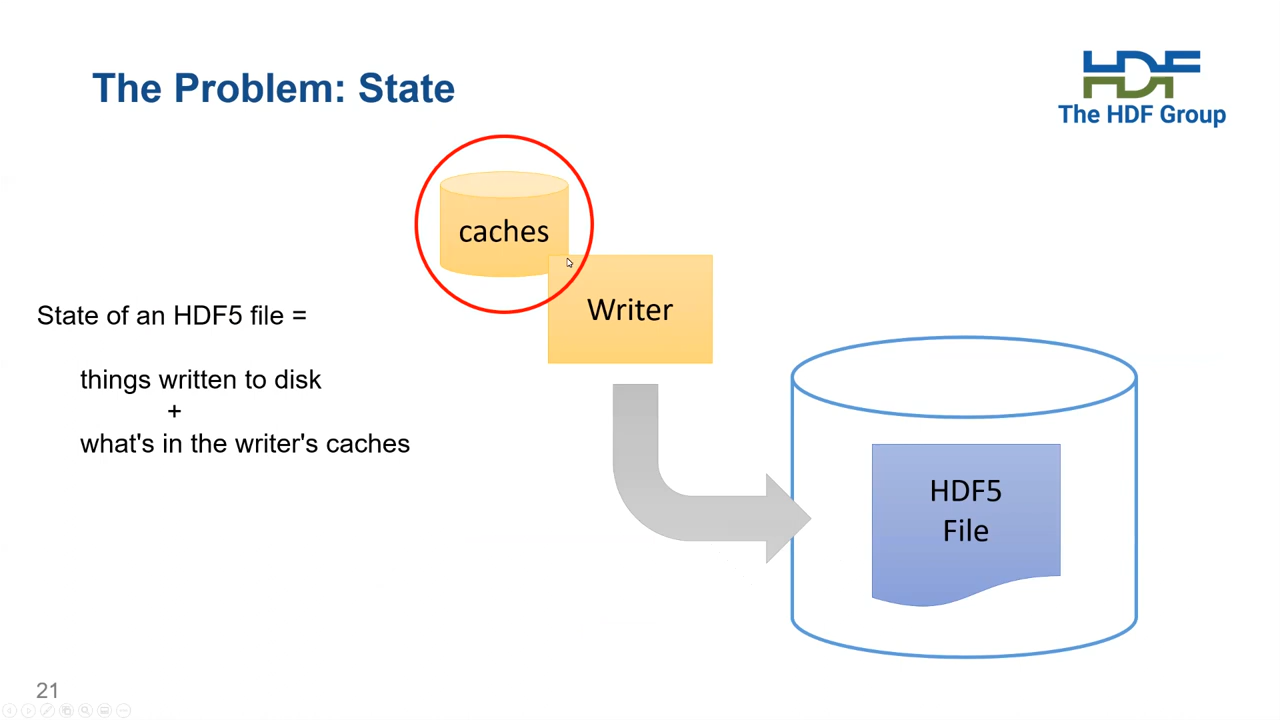 The Problem: State
HDF
The HDF Group
caches
Writer
State of an HDF5 file =
things written to disk
+
what's in the writer's caches
HDF5
File
21